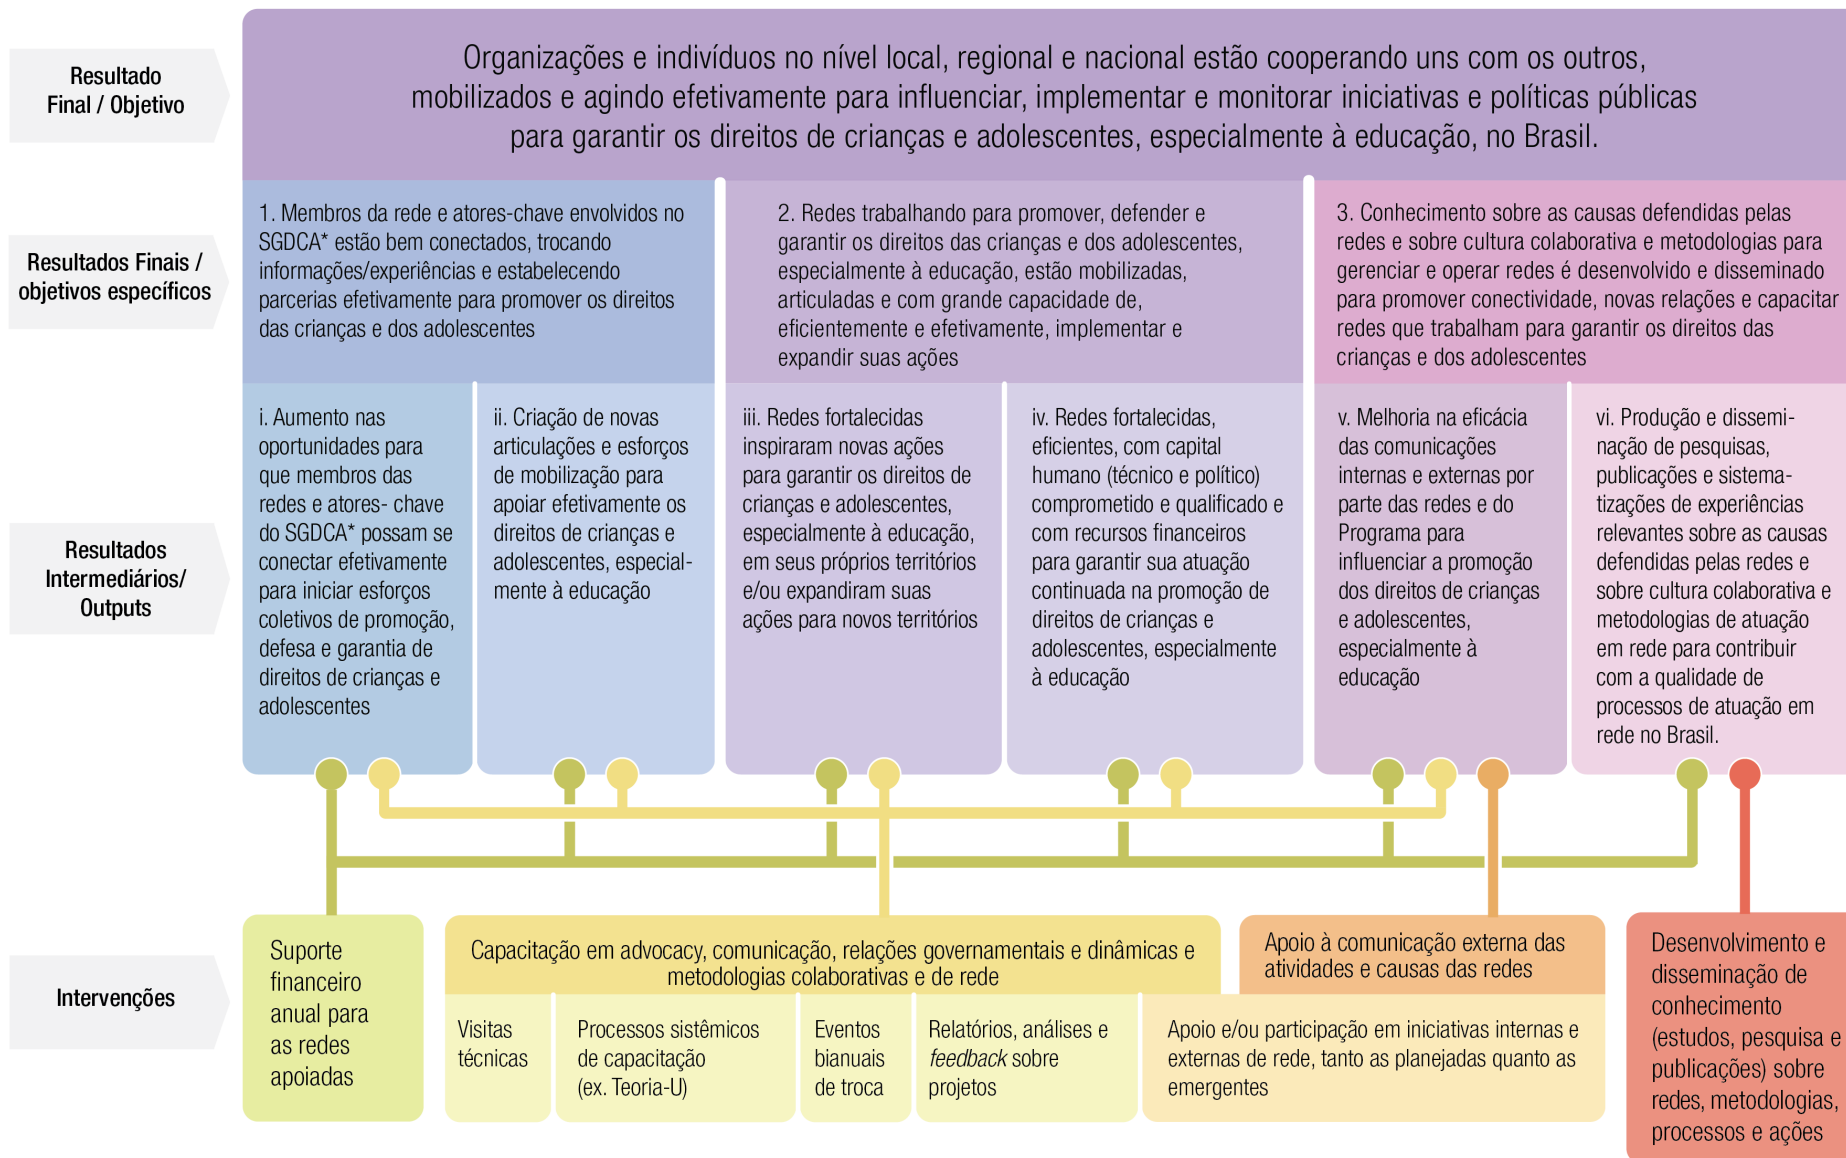 Resultado
Final / Objetivo
Organizações e indivíduos no nível local, regional e nacional estão cooperando uns com os outros,
mobilizados e agindo efetivamente para influenciar, implementar e monitorar iniciativas e políticas públicas
para garantir os direitos de crianças e adolescentes, especialmente à educação, no Brasil.
Resultados Finais /
objetivos específicos
1. Membros da rede e atores-chave envolvidos no
SGDCA* estão bem conectados, trocando
informações/experiências e estabelecendo
parcerias efetivamente para promover os direitos
das crianças e dos adolescentes
2. Redes trabalhando para promover, defender e
garantir os direitos das crianças e dos adolescentes,
especialmente à educação, estão mobilizadas,
articuladas e com grande capacidade de,
eficientemente e efetivamente, implementar e
expandir suas ações
3. Conhecimento sobre as causas defendidas pelas
redes e sobre cultura colaborativa e metodologias para
gerenciar e operar redes é desenvolvido e disseminado
para promover conectividade, novas relações e capacitar
redes que trabalham para garantir os direitos das
crianças e dos adolescentes
Resultados
Intermediários/
Outputs
i. Aumento nas
oportunidades para
que membros das
redes e atores- chave
do SGDCA* possam se
conectar efetivamente
para iniciar esforços
coletivos de promoção,
defesa e garantia de
direitos de crianças e
adolescentes
ii. Criação de novas
articulações e esforços
de mobilização para
apoiar efetivamente os
direitos de crianças e
adolescentes, especial-
mente à educação
iii. Redes fortalecidas
inspiraram novas ações
para garantir os direitos de
crianças e adolescentes,
especialmente à educação,
em seus próprios territórios
e/ou expandiram suas
ações para novos territórios
iv. Redes fortalecidas,
eficientes, com capital
humano (técnico e político)
comprometido e qualificado e
com recursos financeiros
para garantir sua atuação
continuada na promoção de
direitos de crianças e
adolescentes, especialmente
à educação
v. Melhoria na eficácia
das comunicações
internas e externas por
parte das redes e do
Programa para
influenciar a promoção
dos direitos de crianças
e adolescentes,
especialmente à
educação
vi. Produção e dissemi-
nação de pesquisas,
publicações e sistema-
tizações de experiências
relevantes sobre as causas
defendidas pelas redes e
sobre cultura colaborativa e
metodologias de atuação
em rede para contribuir
com a qualidade de
processos de atuação em
rede no Brasil.
Intervenções
Suporte
financeiro
anual para
as redes
apoiadas
Capacitação em advocacy, comunicação, relações governamentais e dinâmicas e
metodologias colaborativas e de rede
Visitas
técnicas
Processos sistêmicos
de capacitação
(ex. Teoria-U)
Eventos
bianuais
de troca
Relatórios, análises e
feedback sobre
projetos
Apoio à comunicação externa das
atividades e causas das redes
Apoio e/ou participação em iniciativas internas e
externas de rede, tanto as planejadas quanto as
emergentes
Desenvolvimento e
disseminação de
conhecimento
(estudos, pesquisa e
publicações) sobre
redes, metodologias,
processos e ações